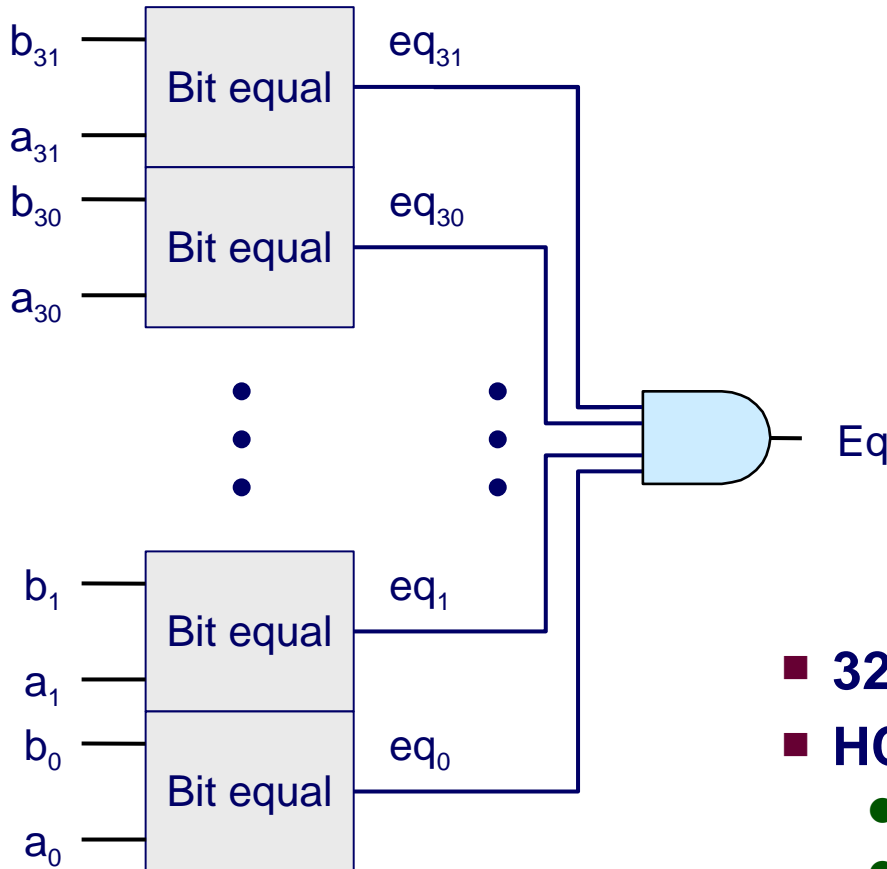 b₃₁
Bit equal
eq₃₁
a₃₁
b₃₀
Bit equal
eq₃₀
a₃₀
Eq
b₁
Bit equal
eq₁
a₁
b₀
Bit equal
eq₀
a₀
32